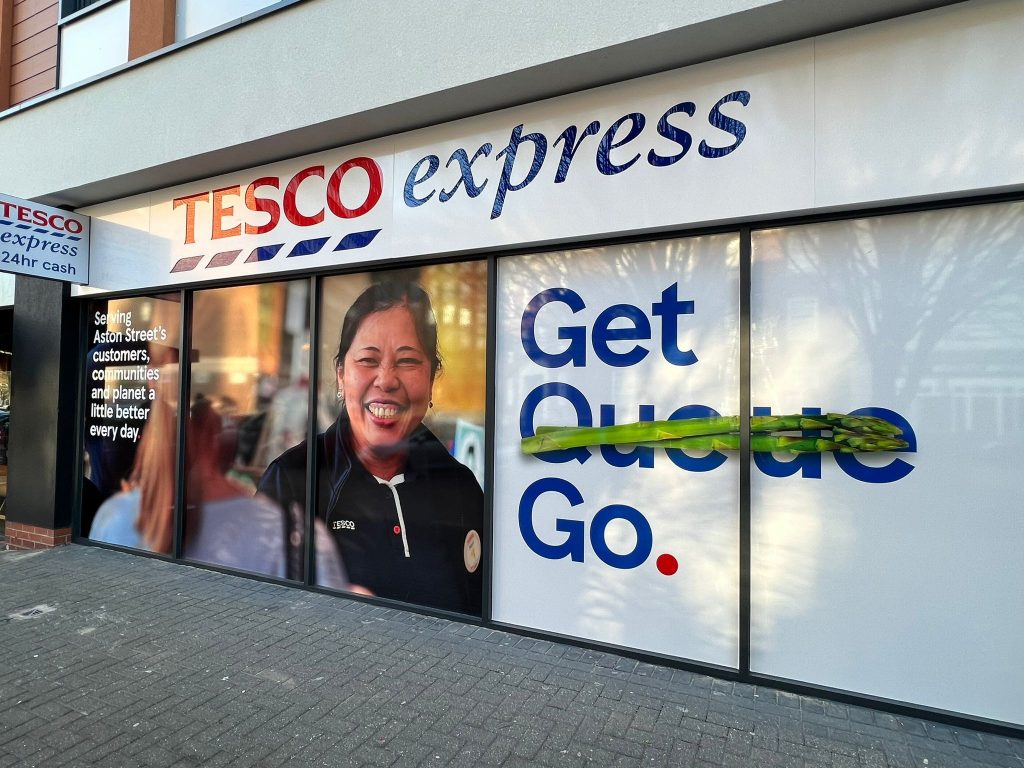 TESCO express
TESCO
express
24hr cash
Serving
Aston Street's
customers,
communities
and planet a
little better
every day.
TESCO
Get
Queue
Go.